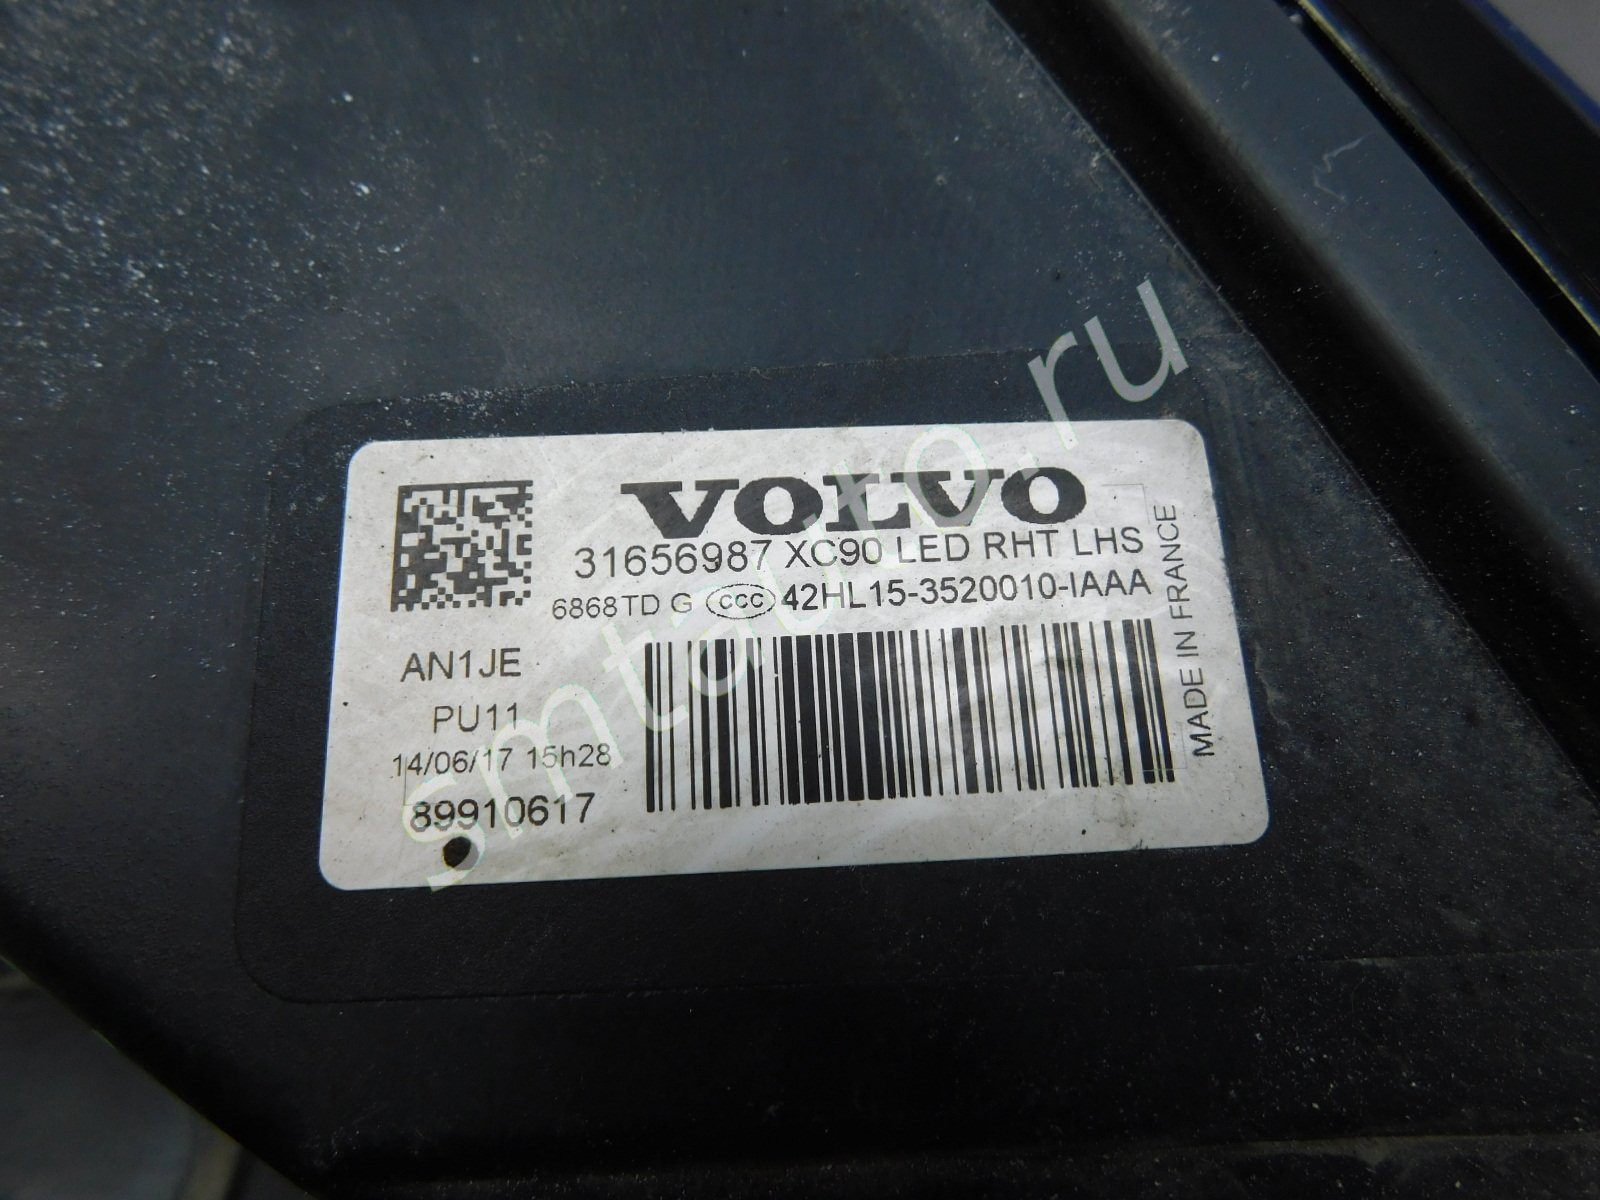 VOLVO
31656987 XC90 LED RHT LHS
6868TD G CCC 42HL15-3520010-IAAA
AN1JE
PU11
14/06/17 15h28
89910617
MADE IN FRANCE
smtauto.ru